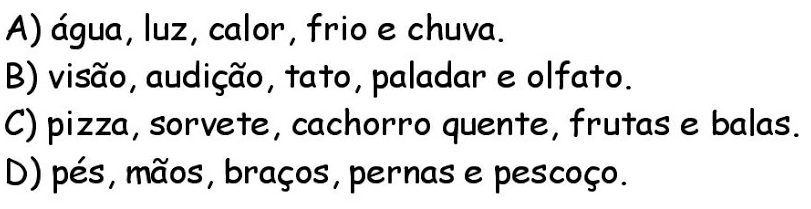 A) água, luz, calor, frio e chuva.
B) visão, audição, tato, paladar e olfato.
C) pizza, sorvete, cachorro quente, frutas e balas.
D) pés, mãos, braços, pernas e pescoço.